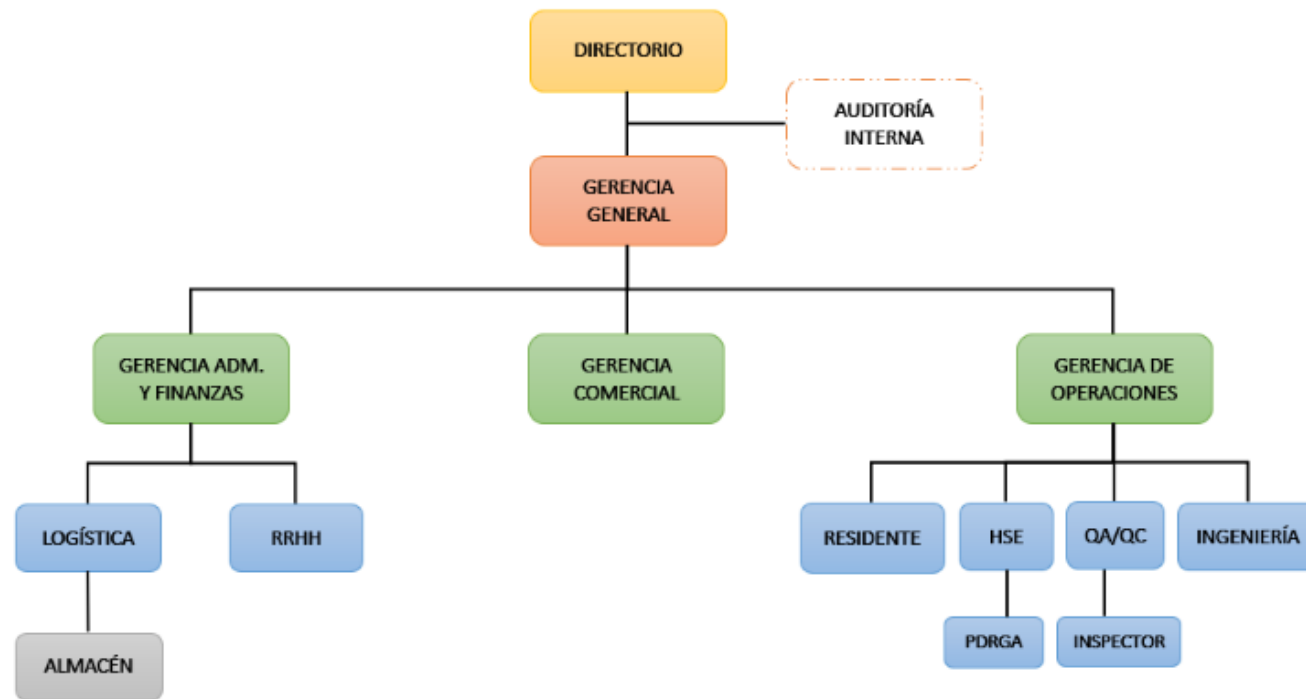 DIRECTORIO
AUDITORÍA
INTERNA
GERENCIA
GENERAL
GERENCIA ADM.
Y FINANZAS
GERENCIA
COMERCIAL
GERENCIA DE
OPERACIONES
LOGÍSTICA
RRHH
RESIDENTE
HSE
QA/QC
INGENIERÍA
ALMACÉN
PDRGA
INSPECTOR